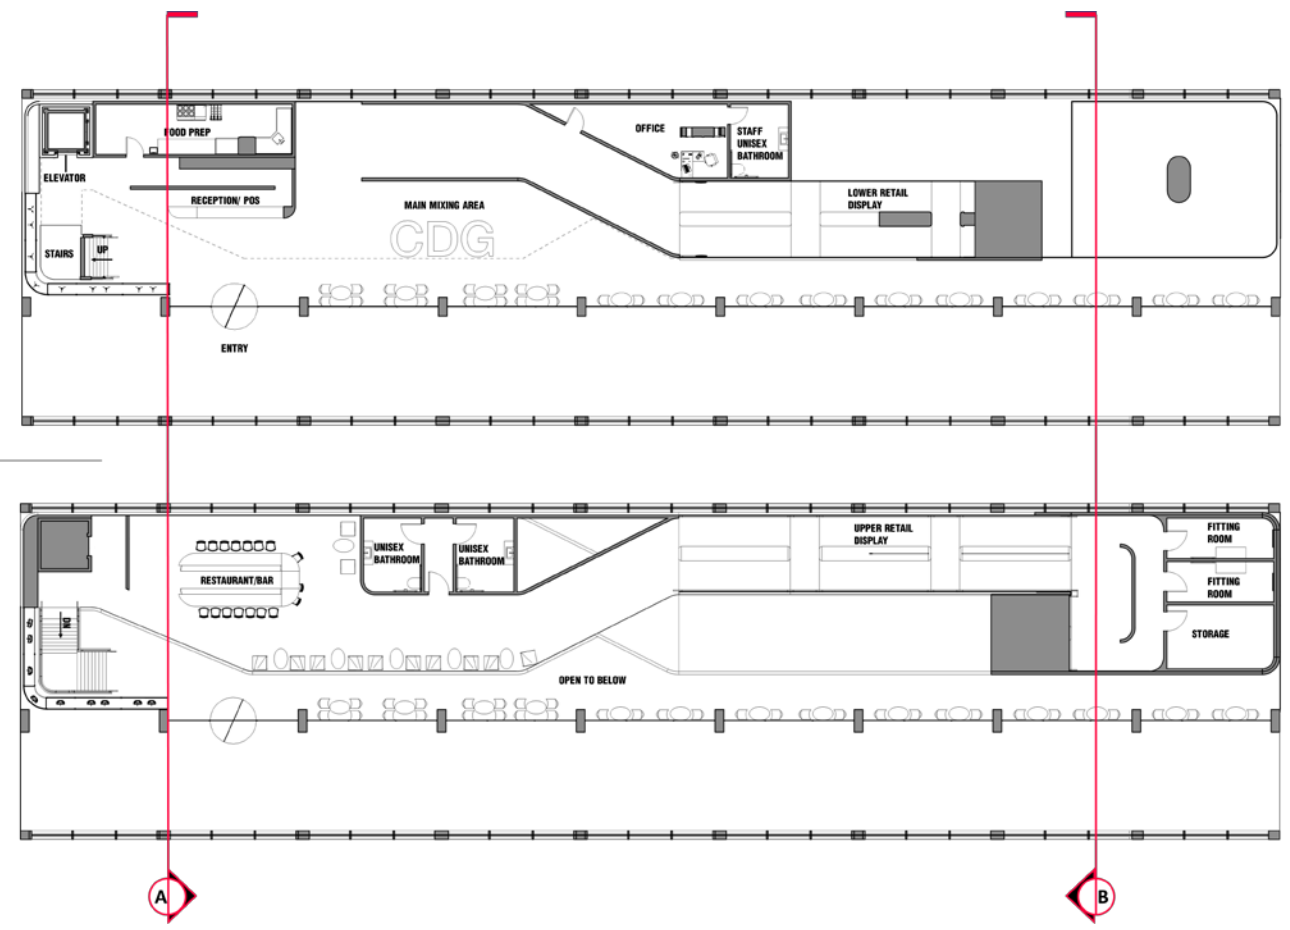 FOOD PREP
OFFICE
STAFF
UNISEX
BATHROOM
ELEVATOR
RECEPTION/ POS
MAIN MIXING AREA
CDG
LOWER RETAIL
DISPLAY
STAIRS
UP
ENTRY
UPPER RETAIL
DISPLAY
FITTING
ROOM
UNISEX
BATHROOM
UNISEX
BATHROOM
RESTAURANT/BAR
FITTING
ROOM
DN
STORAGE
OPEN TO BELOW
A
B